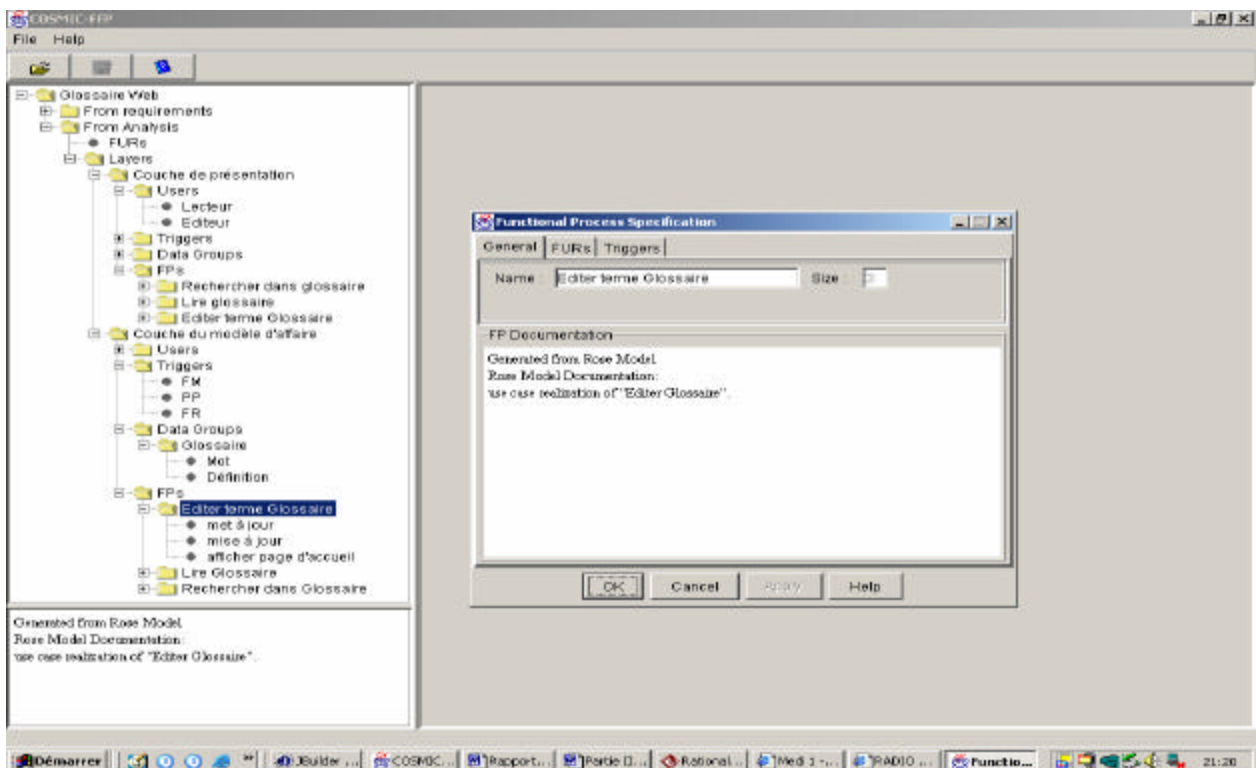 COSMIC-FFP
File Help
Glossaire Web
From requirements
From Analysis
FURs
Layers
Couche de présentation
Users
Lecteur
Editeur
Triggers
Data Groups
FPs
Rechercher dans glossaire
Lire glossaire
Editer terme Glossaire
Couche du modèle d'affaire
Users
Triggers
FM
PP
FR
Data Groups
Glossaire
Mot
Définition
FPs
Editer terme Glossaire
met à jour
mise à jour
afficher page d'accueil
Lire Glossaire
Rechercher dans Glossaire
Generated from Rose Model
Rose Model Documentation:
use case realization of "Editer Glossaire".
Functional Process Specification
General FURs Triggers
Name : Editer terme Glossaire Size :
FP Documentation
Generated from Rose Model
Rose Model Documentation:
use case realization of "Editer Glossaire".
OK Cancel Apply Help
Démarrer JBuilder ... COSMIC... Rapport... Partie II... Rational... Med 1 -... RADIO ... Functio... 21:20